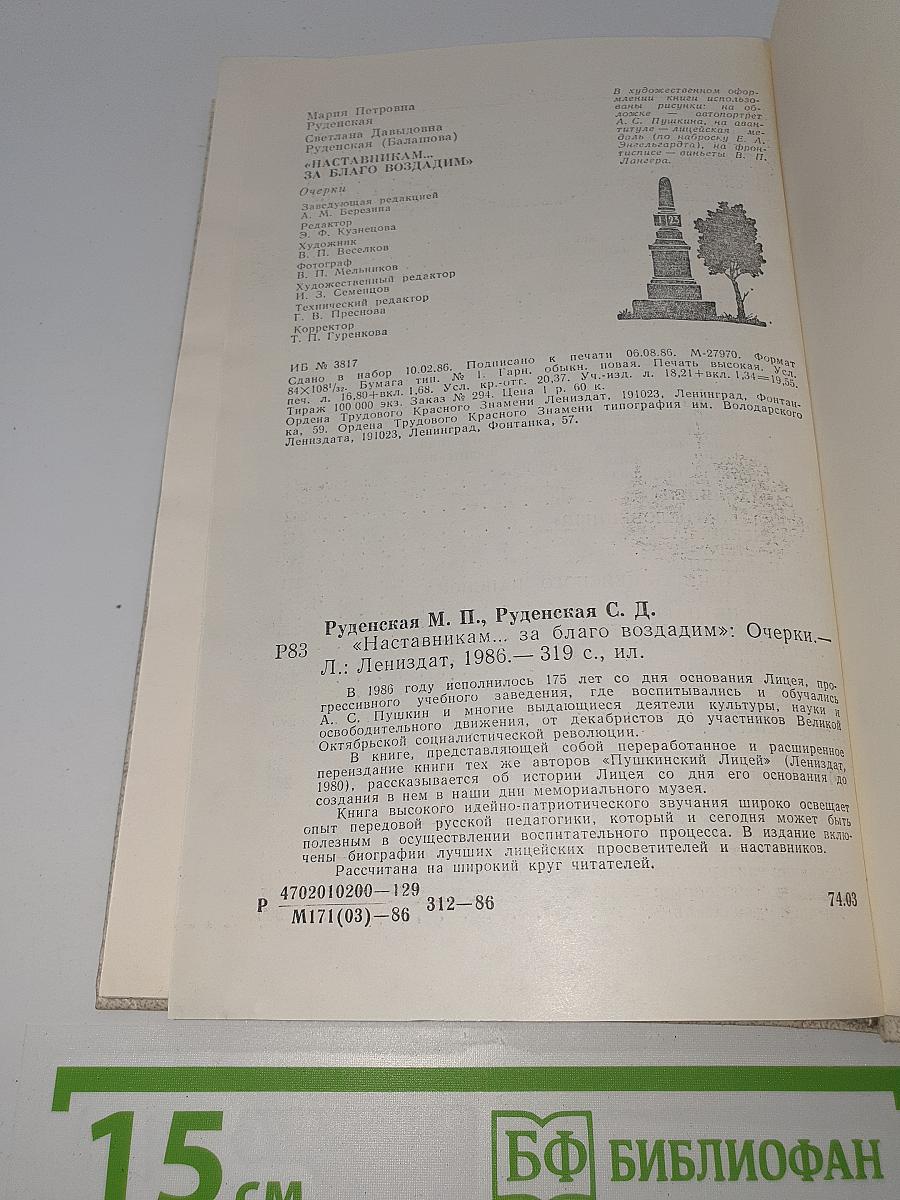 Мария Петровна
Руденская
Светлана Давыдовна
Руденская (Балашова)
«НАСТАВНИКАМ...
ЗА БЛАГО ВОЗДАДИМ»
Очерки
Заведующая редакцией
А. М. Березина
Редактор
Э. Ф. Кузнецова
Художник
В. П. Веселков
Фотограф
В. П. Мельников
Художественный редактор
И. З. Семенцов
Технический редактор
Г. В. Преснова
Корректор
Т. П. Гуренкова
В художественном офор-
млении книги использо-
ваны рисунки: на об-
ложке — автопортрет
А. С. Пушкина, на аван-
титуле — лицейская ме-
даль (по наброску Е. А.
Энгельгардта), на фрон-
тисписе — виньеты В. П.
Лангера.
ИБ № 3817
Сдано в набор 10.02.86. Подписано к печати 06.08.86. М-27970. Формат
84×108¹/₃₂. Бумага тип. № 1. Гарн. обыкн. новая. Печать высокая. Усл.
печ. л. 16,80+вкл. 1,68. Усл. кр.-отт. 20,37. Уч.-изд. л. 18,21+вкл. 1,34=19,55.
Тираж 100 000 экз. Заказ № 294. Цена 1 р. 60 к.
Ордена Трудового Красного Знамени Лениздат, 191023, Ленинград, Фонтан-
ка, 59. Ордена Трудового Красного Знамени типография им. Володарского
Лениздата, 191023, Ленинград, Фонтанка, 57.
Руденская М. П., Руденская С. Д.
Р83 «Наставникам... за благо воздадим»: Очерки.—
Л.: Лениздат, 1986.— 319 с., ил.
В 1986 году исполнилось 175 лет со дня основания Лицея, про-
грессивного учебного заведения, где воспитывались и обучались
А. С. Пушкин и многие выдающиеся деятели культуры, науки и
освободительного движения, от декабристов до участников Великой
Октябрьской социалистической революции.
В книге, представляющей собой переработанное и расширенное
переиздание книги тех же авторов «Пушкинский Лицей» (Лениздат,
1980), рассказывается об истории Лицея со дня его основания до
создания в нем в наши дни мемориального музея.
Книга высокого идейно-патриотического звучания широко освещает
опыт передовой русской педагогики, который и сегодня может быть
полезным в осуществлении воспитательного процесса. В издание вклю-
чены биографии лучших лицейских просветителей и наставников.
Рассчитана на широкий круг читателей.
Р 4702010200—129
М171(03)—86 312—86 74.03
15 см
БФ БИБЛИОФАН